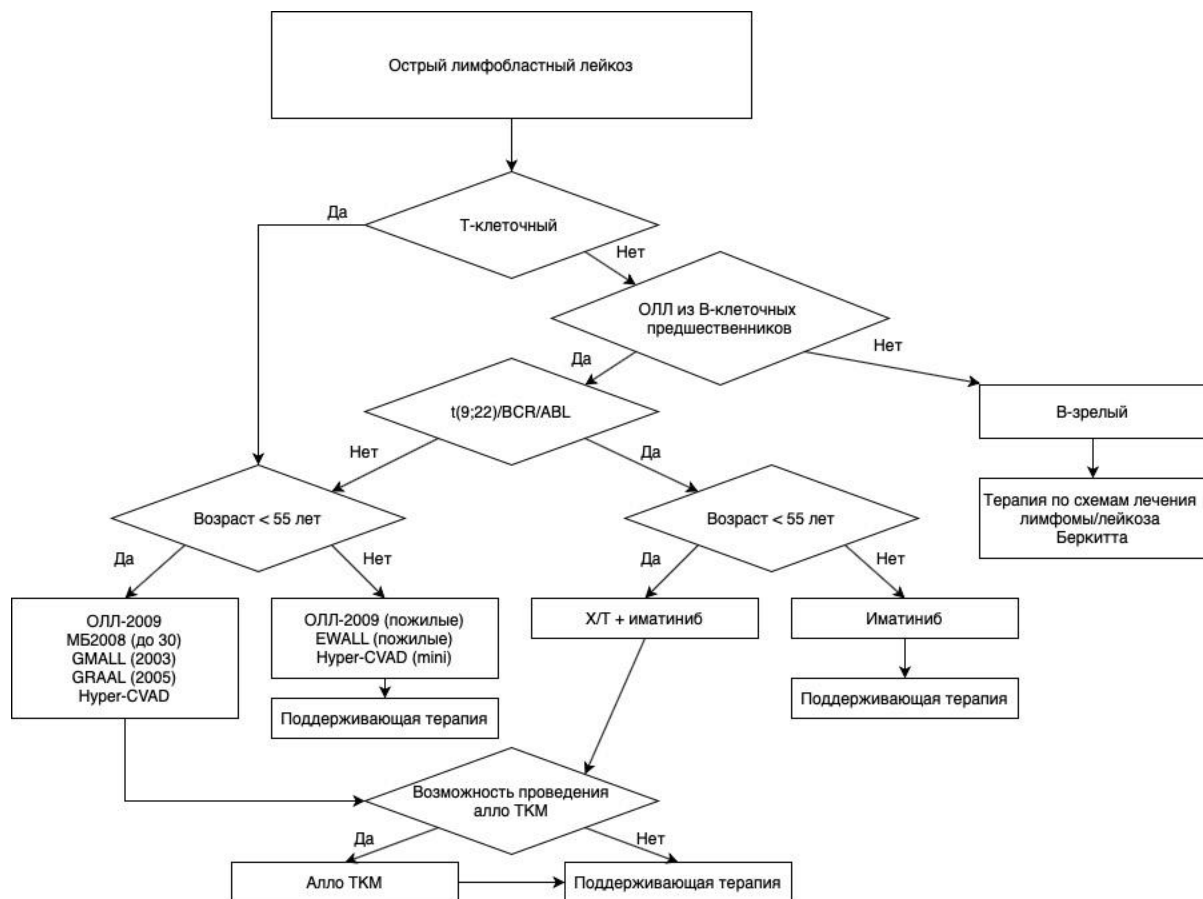 Острый лимфобластный лейкоз
Да
Т-клеточный
Нет
ОЛЛ из В-клеточных
предшественников
Да
Нет
t(9;22)/BCR/ABL
В-зрелый
Нет
Да
Терапия по схемам лечения
лимфомы/лейкоза
Беркитта
Возраст < 55 лет
Возраст < 55 лет
Да
Нет
Да
Нет
ОЛЛ-2009
МБ2008 (до 30)
GMALL (2003)
GRAAL (2005)
Hyper-CVAD
ОЛЛ-2009 (пожилые)
EWALL (пожилые)
Hyper-CVAD (mini)
Х/Т + иматиниб
Иматиниб
Поддерживающая терапия
Поддерживающая терапия
Возможность проведения
алло ТКМ
Да
Нет
Алло ТКМ
Поддерживающая терапия